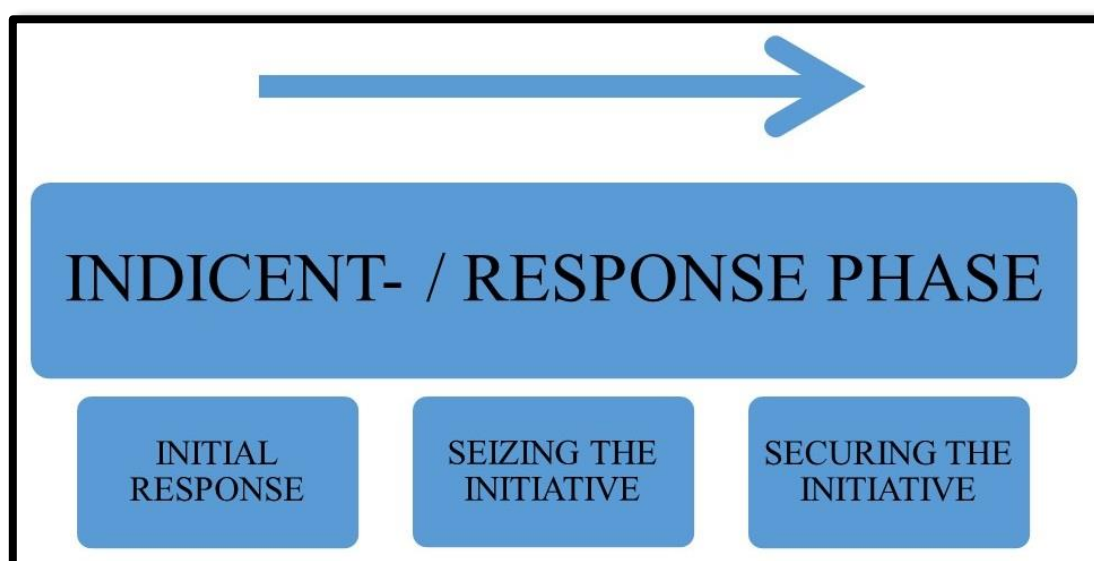 INDICENT- / RESPONSE PHASE
INITIAL
RESPONSE
SEIZING THE
INITIATIVE
SECURING THE
INITIATIVE